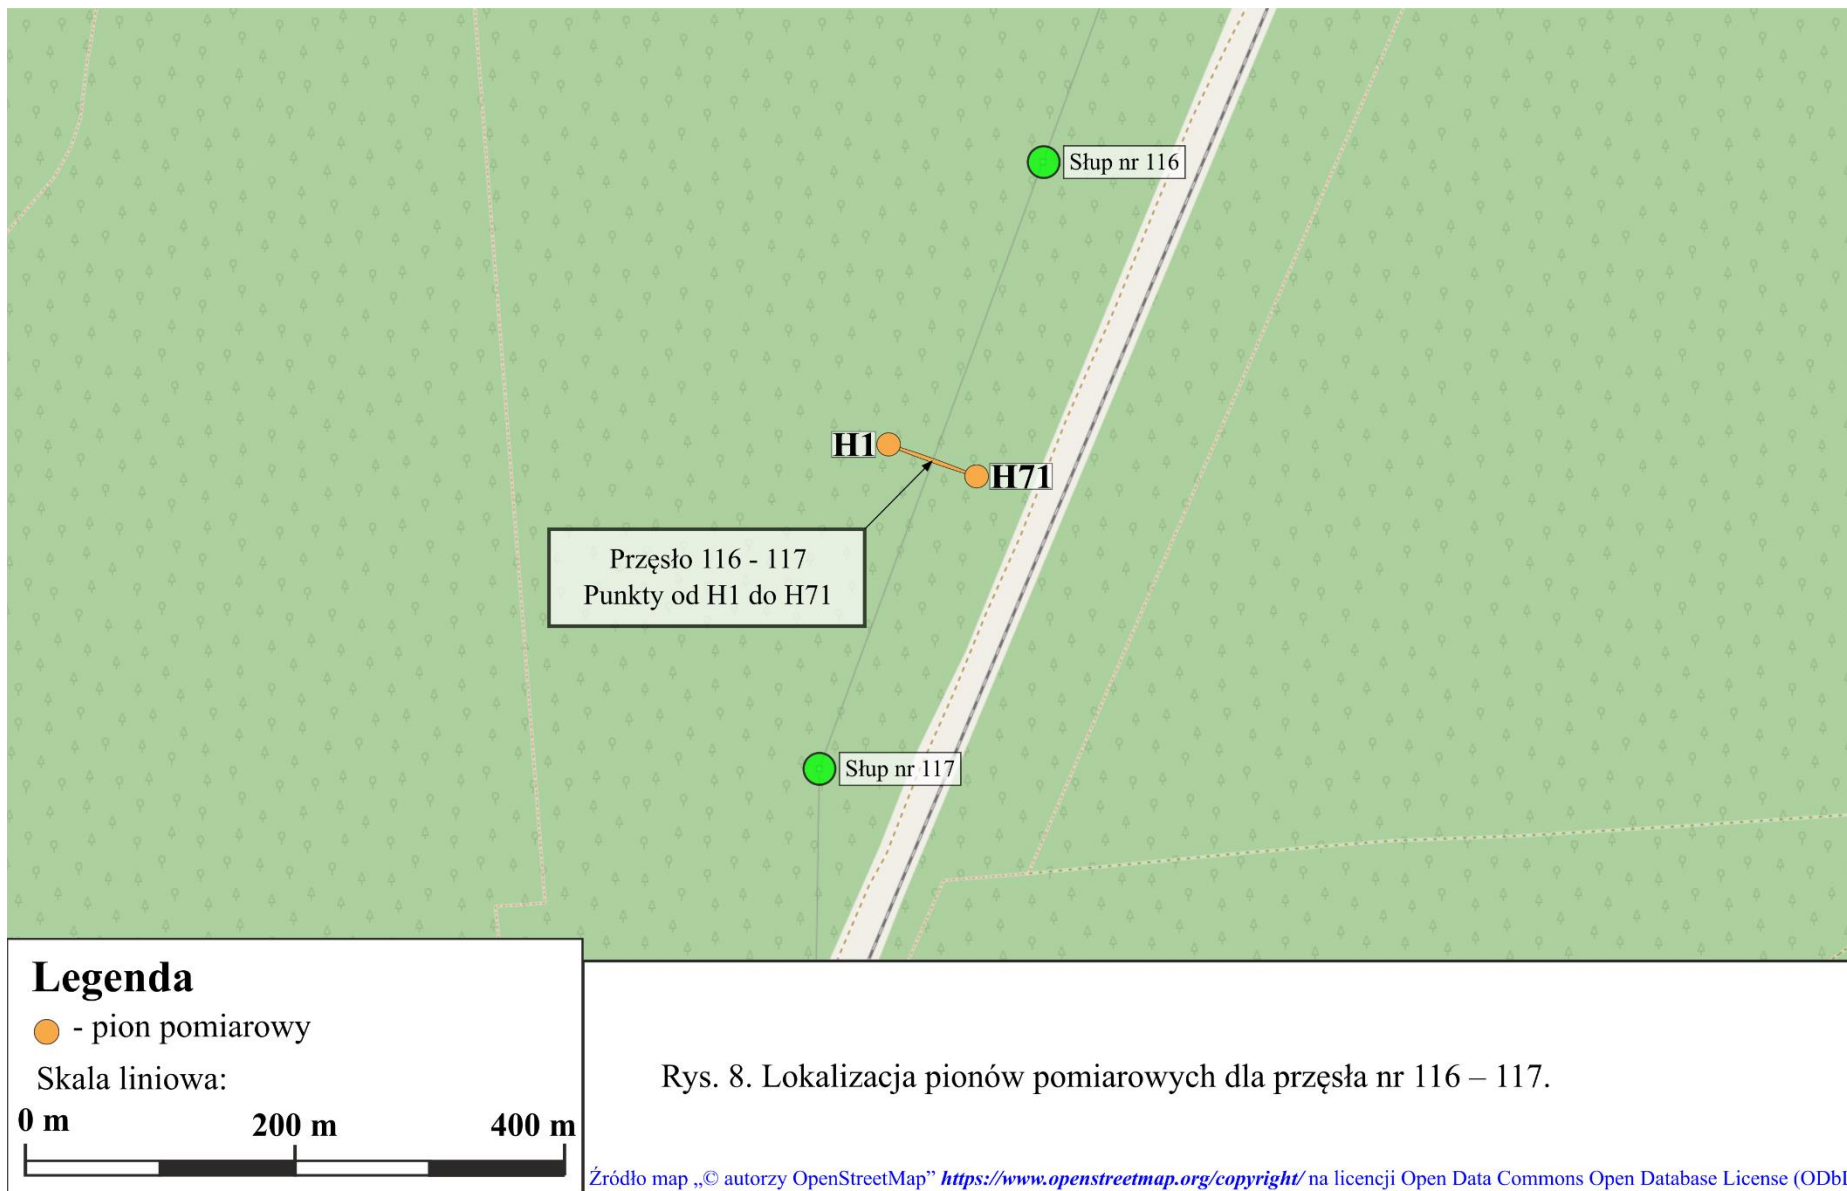 Słup nr 116
H1
H71
Przęsło 116 - 117
Punkty od H1 do H71
Słup nr 117
Legenda
- pion pomiarowy
Skala liniowa:
0 m 200 m 400 m
Rys. 8. Lokalizacja pionów pomiarowych dla przęsła nr 116 – 117.
Źródło map „© autorzy OpenStreetMap” https://www.openstreetmap.org/copyright/ na licencji Open Data Commons Open Database License (ODbL